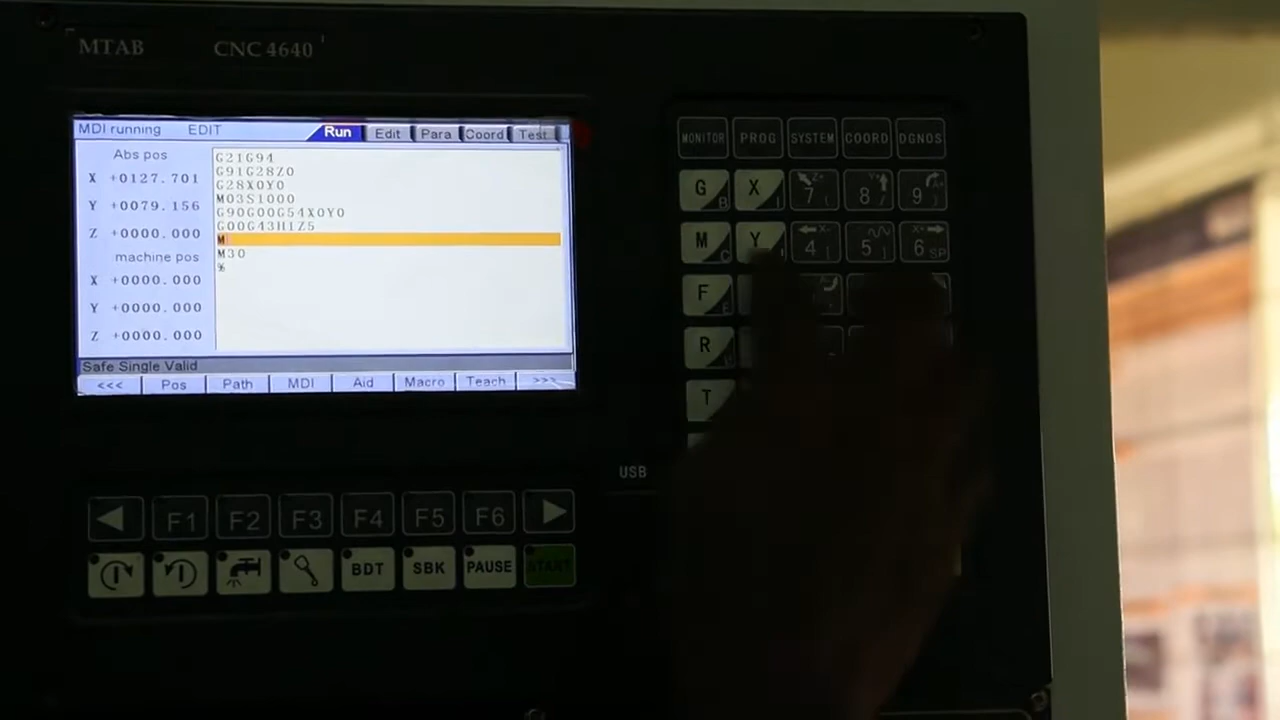 MTAB CNC 4640
MDI running EDIT Run Edit Para Coord Test
Abs pos
X +0127.701
Y +0079.156
Z +0000.000
machine pos
X +0000.000
Y +0000.000
Z +0000.000
G21G94
G91G28Z0
G28X0Y0
M03S1000
G90G00G54X0Y0
G00G43H1Z5
M
M30
%
Safe Single Valid
<<< Pos Path MDI Aid Macro Teach >>>
MONITOR PROG SYSTEM COORD DGNOS
G B X I 7 Z+ ( 8 Y+ / 9
M C Y 4 X- [ 5 ] 6 X+ SP
F E
R
T
USB
F1 F2 F3 F4 F5 F6
BDT SBK PAUSE START